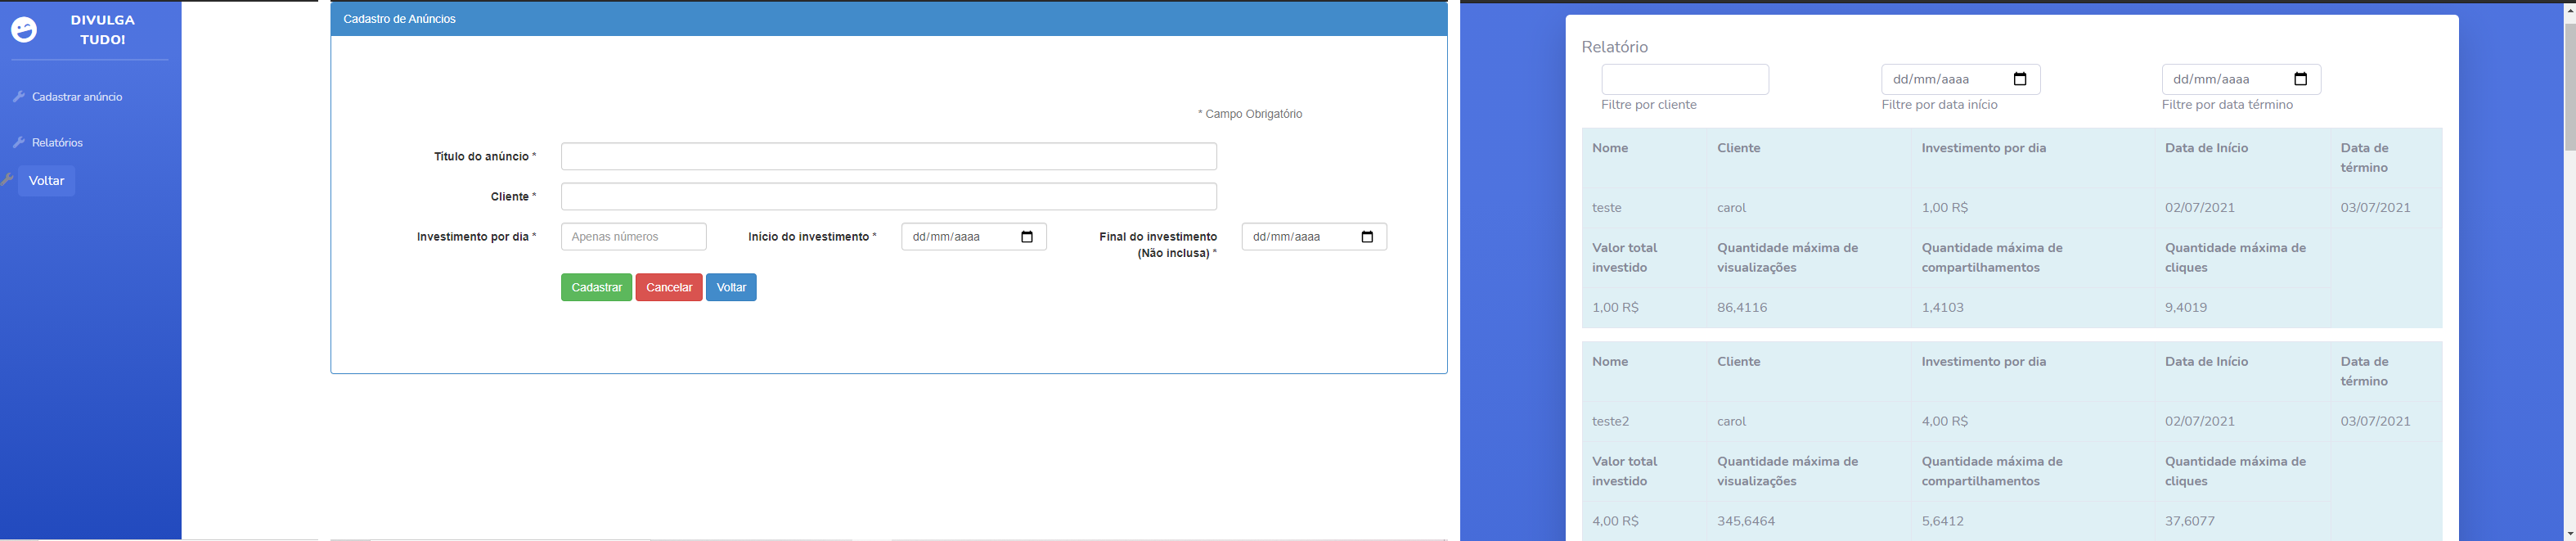 DIVULGA
TUDO!
Cadastrar anúncio
Relatórios
Voltar
Cadastro de Anúncios
* Campo Obrigatório
Título do anúncio *
Cliente *
Investimento por dia * Apenas números Início do investimento * dd/mm/aaaa Final do investimento dd/mm/aaaa
(Não inclusa) *
Cadastrar Cancelar Voltar
Relatório
dd/mm/aaaa dd/mm/aaaa
Filtre por cliente Filtre por data início Filtre por data término
Nome Cliente Investimento por dia Data de Início Data de
término
teste carol 1,00 R$ 02/07/2021 03/07/2021
Valor total Quantidade máxima de Quantidade máxima de Quantidade máxima de
investido visualizações compartilhamentos cliques
1,00 R$ 86,4116 1,4103 9,4019
Nome Cliente Investimento por dia Data de Início Data de
término
teste2 carol 4,00 R$ 02/07/2021 03/07/2021
Valor total Quantidade máxima de Quantidade máxima de Quantidade máxima de
investido visualizações compartilhamentos cliques
4,00 R$ 345,6464 5,6412 37,6077